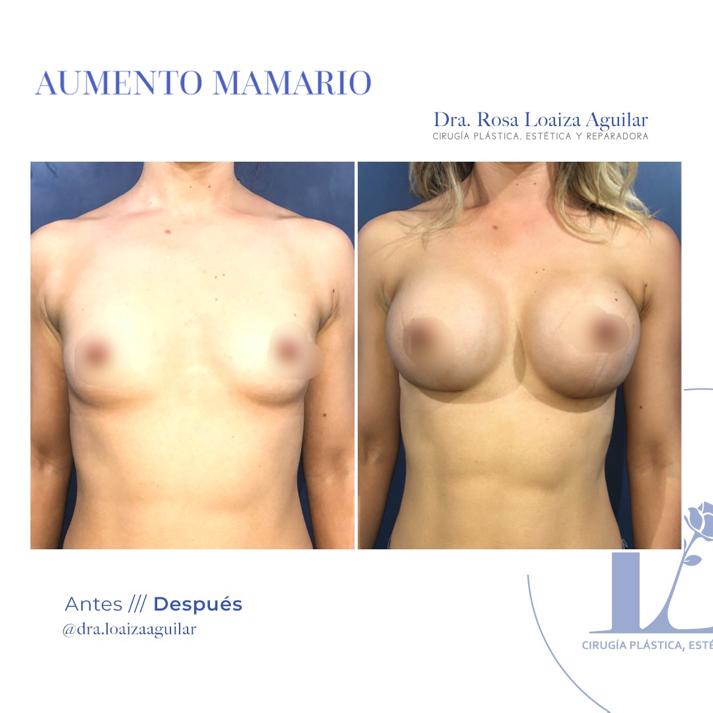 AUMENTO MAMARIO
Dra. Rosa Loaiza Aguilar
CIRUGÍA PLÁSTICA, ESTÉTICA Y REPARADORA
Antes /// Después
@dra.loaizaaguilar
CIRUGÍA PLÁSTICA, ESTÉ